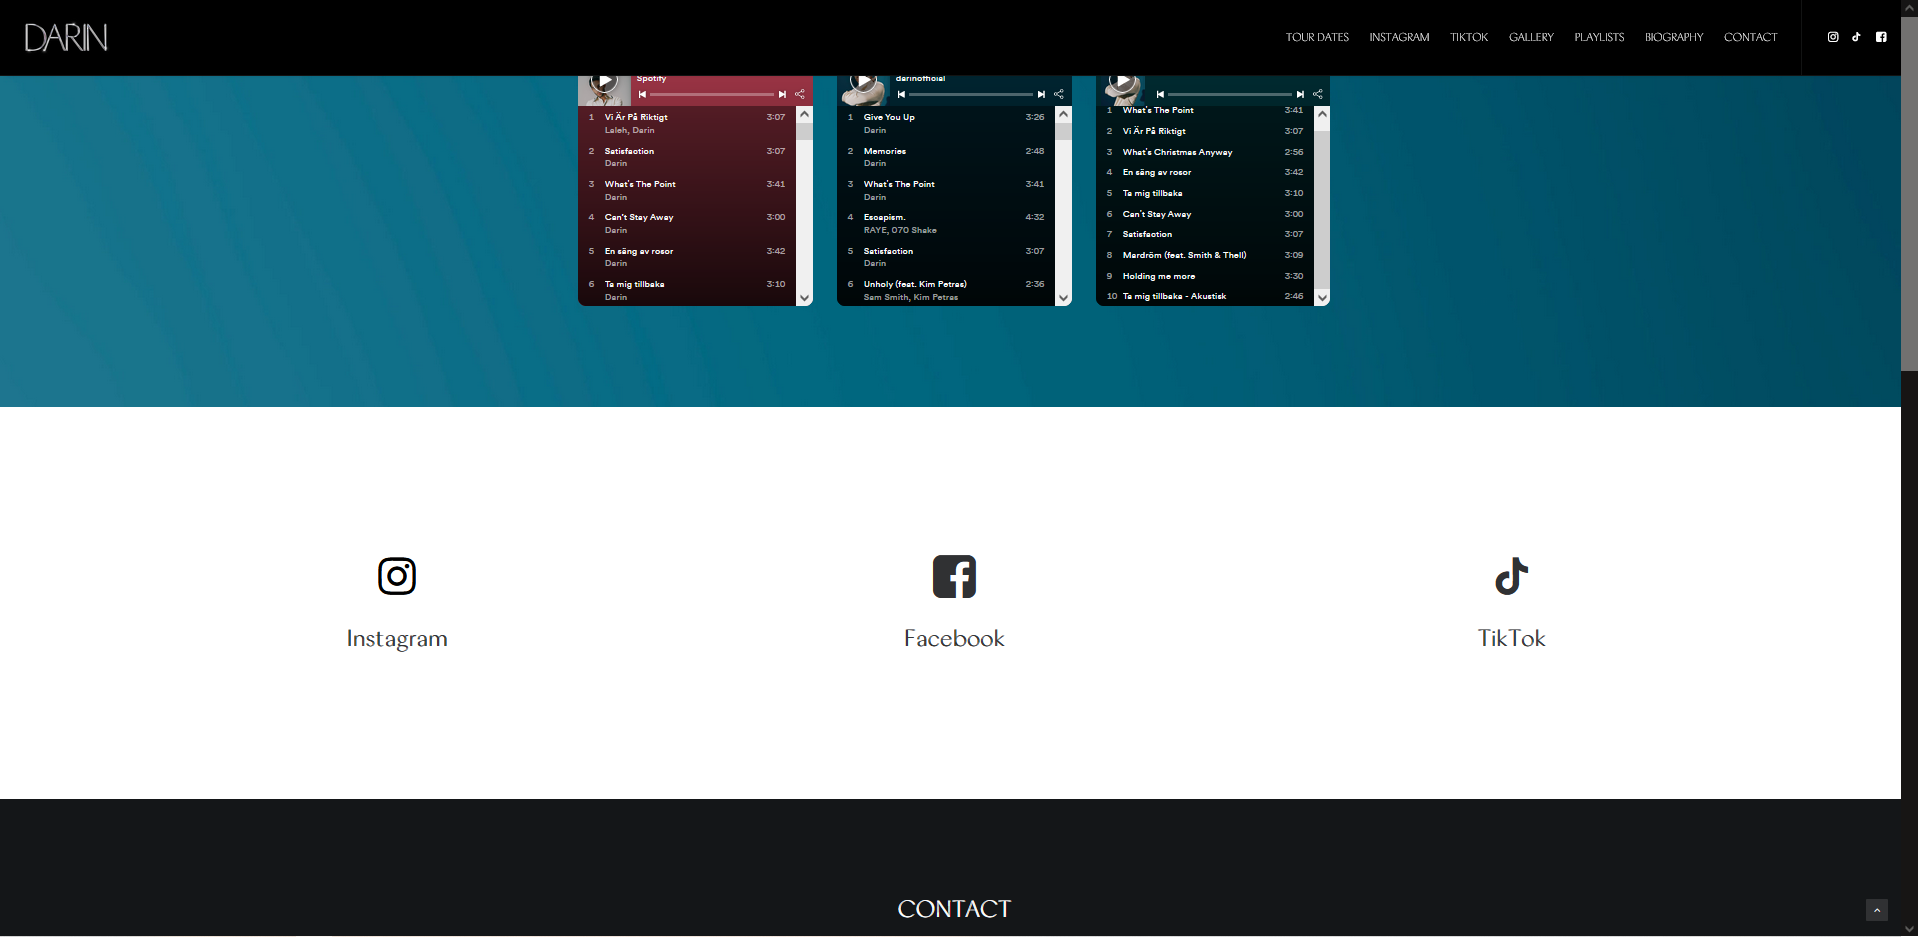 DARIN
TOUR DATES INSTAGRAM TIKTOK GALLERY PLAYLISTS BIOGRAPHY CONTACT
Spotify
1 Vi Är På Riktigt 3:07
Laleh, Darin
2 Satisfaction 3:07
Darin
3 What's The Point 3:41
Darin
4 Can't Stay Away 3:00
Darin
5 En säng av rosor 3:42
Darin
6 Ta mig tillbaka 3:10
Darin
darinofficial
1 Give You Up 3:26
Darin
2 Memories 2:48
Darin
3 What's The Point 3:41
Darin
4 Escapism. 4:32
RAYE, 070 Shake
5 Satisfaction 3:07
Darin
6 Unholy (feat. Kim Petras) 2:36
Sam Smith, Kim Petras
1 What's The Point 3:41
2 Vi Är På Riktigt 3:07
3 What's Christmas Anyway 2:56
4 En säng av rosor 3:42
5 Ta mig tillbaka 3:10
6 Can't Stay Away 3:00
7 Satisfaction 3:07
8 Mardröm (feat. Smith & Thell) 3:09
9 Holding me more 3:30
10 Ta mig tillbaka - Akustisk 2:46
Instagram
Facebook
TikTok
CONTACT